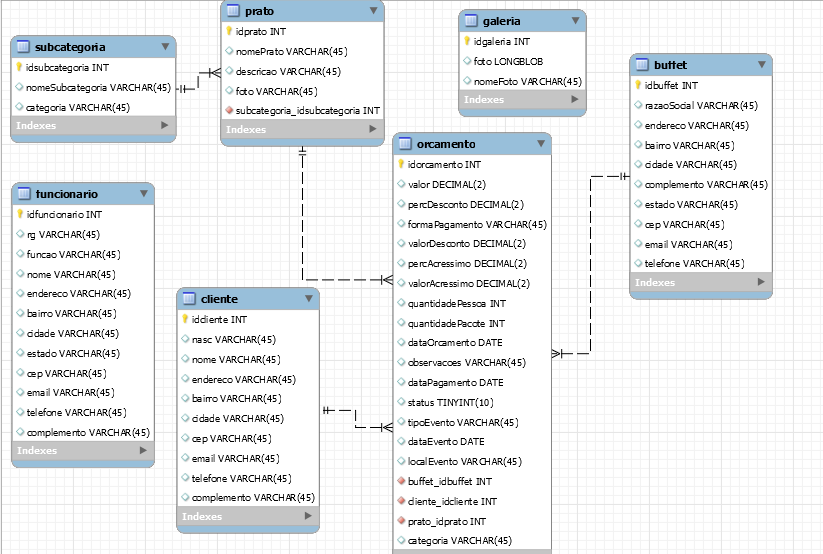 subcategoria
idsubcategoria INT
nomeSubcategoria VARCHAR(45)
categoria VARCHAR(45)
Indexes
prato
idprato INT
nomePrato VARCHAR(45)
descricao VARCHAR(45)
foto VARCHAR(45)
subcategoria_idsubcategoria INT
Indexes
galeria
idgaleria INT
foto LONGBLOB
nomeFoto VARCHAR(45)
Indexes
buffet
idbuffet INT
razaoSocial VARCHAR(45)
endereco VARCHAR(45)
bairro VARCHAR(45)
cidade VARCHAR(45)
complemento VARCHAR(45)
estado VARCHAR(45)
cep VARCHAR(45)
email VARCHAR(45)
telefone VARCHAR(45)
Indexes
funcionario
idfuncionario INT
rg VARCHAR(45)
funcao VARCHAR(45)
nome VARCHAR(45)
endereco VARCHAR(45)
bairro VARCHAR(45)
cidade VARCHAR(45)
estado VARCHAR(45)
cep VARCHAR(45)
email VARCHAR(45)
telefone VARCHAR(45)
complemento VARCHAR(45)
Indexes
cliente
idcliente INT
nasc VARCHAR(45)
nome VARCHAR(45)
endereco VARCHAR(45)
bairro VARCHAR(45)
cidade VARCHAR(45)
cep VARCHAR(45)
email VARCHAR(45)
telefone VARCHAR(45)
complemento VARCHAR(45)
Indexes
orcamento
idorcamento INT
valor DECIMAL(2)
percDesconto DECIMAL(2)
formaPagamento VARCHAR(45)
valorDesconto DECIMAL(2)
percAcressimo DECIMAL(2)
valorAcressimo DECIMAL(2)
quantidadePessoa INT
quantidadePacote INT
dataOrcamento DATE
observacoes VARCHAR(45)
dataPagamento DATE
status TINYINT(10)
tipoEvento VARCHAR(45)
dataEvento DATE
localEvento VARCHAR(45)
buffet_idbuffet INT
cliente_idcliente INT
prato_idprato INT
categoria VARCHAR(45)